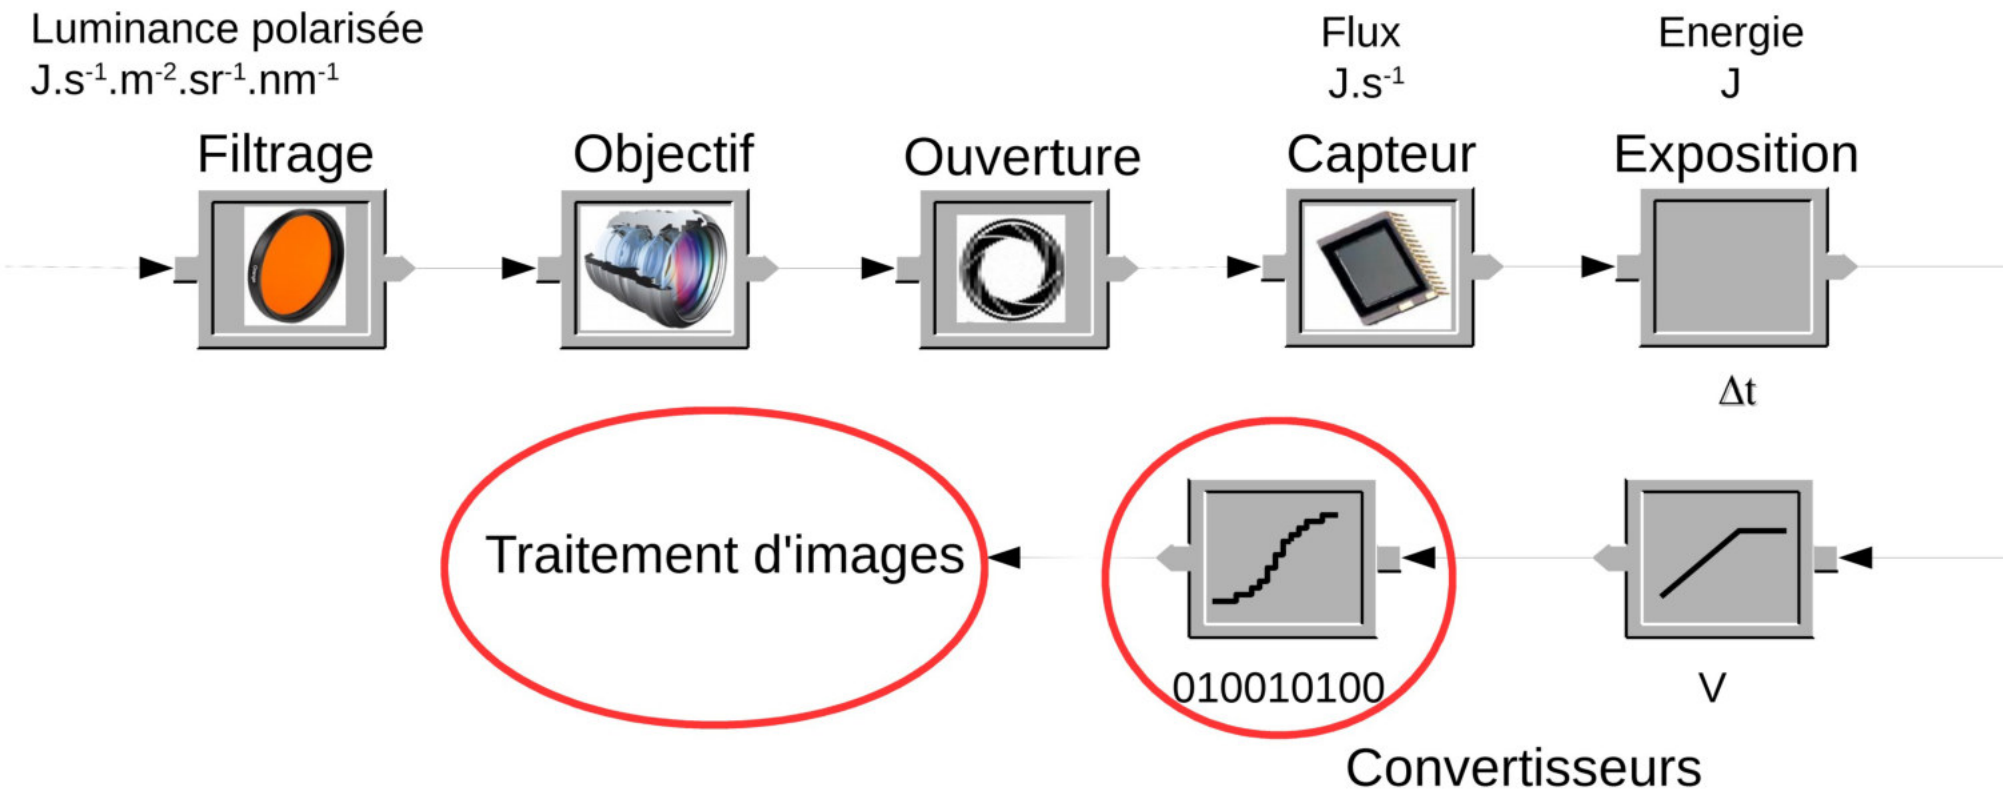 Luminance polarisée
J.s⁻¹.m⁻².sr⁻¹.nm⁻¹
Flux
J.s⁻¹
Energie
J
Filtrage
Objectif
Ouverture
Capteur
Exposition
Δt
Traitement d'images
010010100
V
Convertisseurs